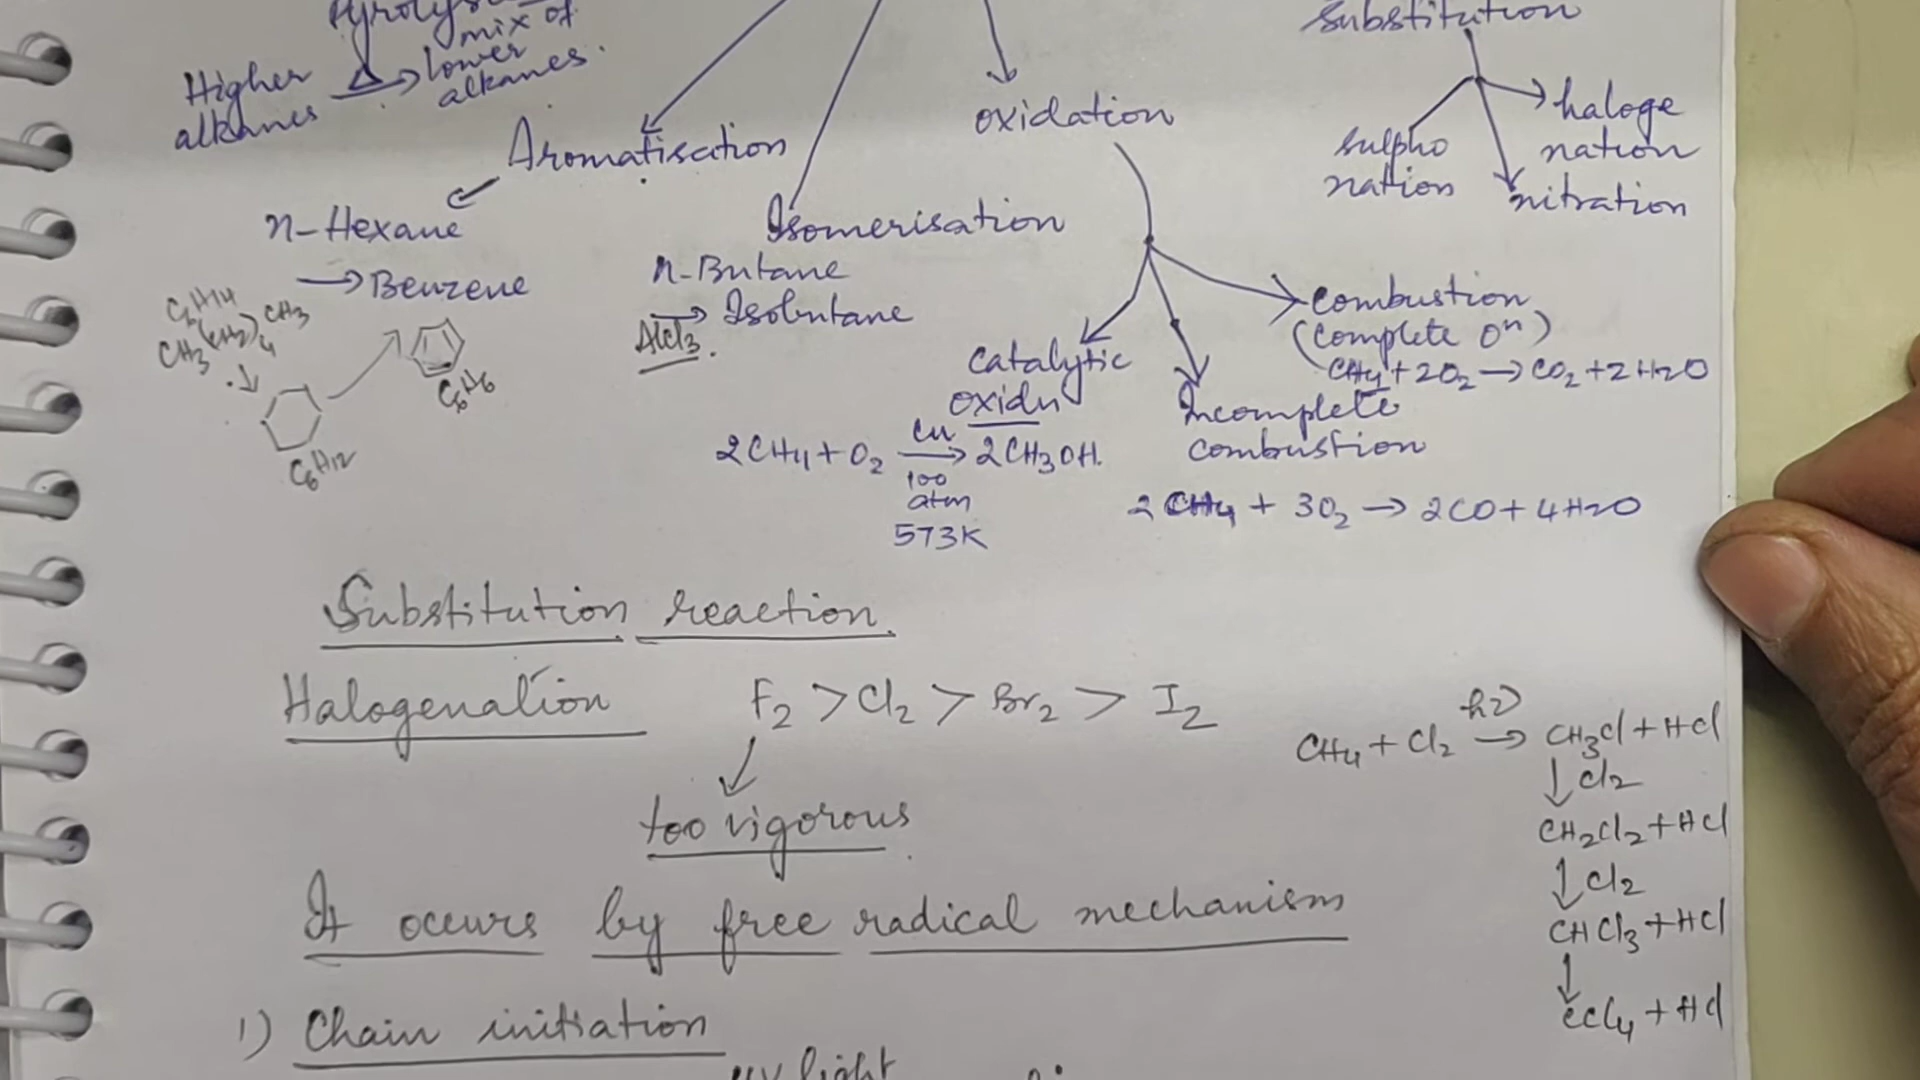 Pyrolysis
mix of
Higher alkanes △ → lower alkanes.
Substitution
sulpho nation
haloge nation
nitration
Aromatisation
n-Hexane
→ Benzene
C6H14
CH3(CH2)4CH3
C6H12
C6H6
Isomerisation
n-Butane
→ Isobutane
AlCl3.
oxidation
Catalytic
oxidn
2CH4 + O2 Cu → 2CH3OH.
100
atm
573K
Incomplete
combustion
2CH4 + 3O2 → 2CO + 4H2O
combustion
(complete On)
CH4 + 2O2 → CO2 + 2H2O
Substitution reaction.
Halogenation F2 > Cl2 > Br2 > I2
too vigorous.
CH4 + Cl2 hν → CH3Cl + HCl
↓ Cl2
CH2Cl2 + HCl
↓ Cl2
CHCl3 + HCl
↓
CCl4 + HCl
It occurs by free radical mechanism
1) Chain initiation
uv light